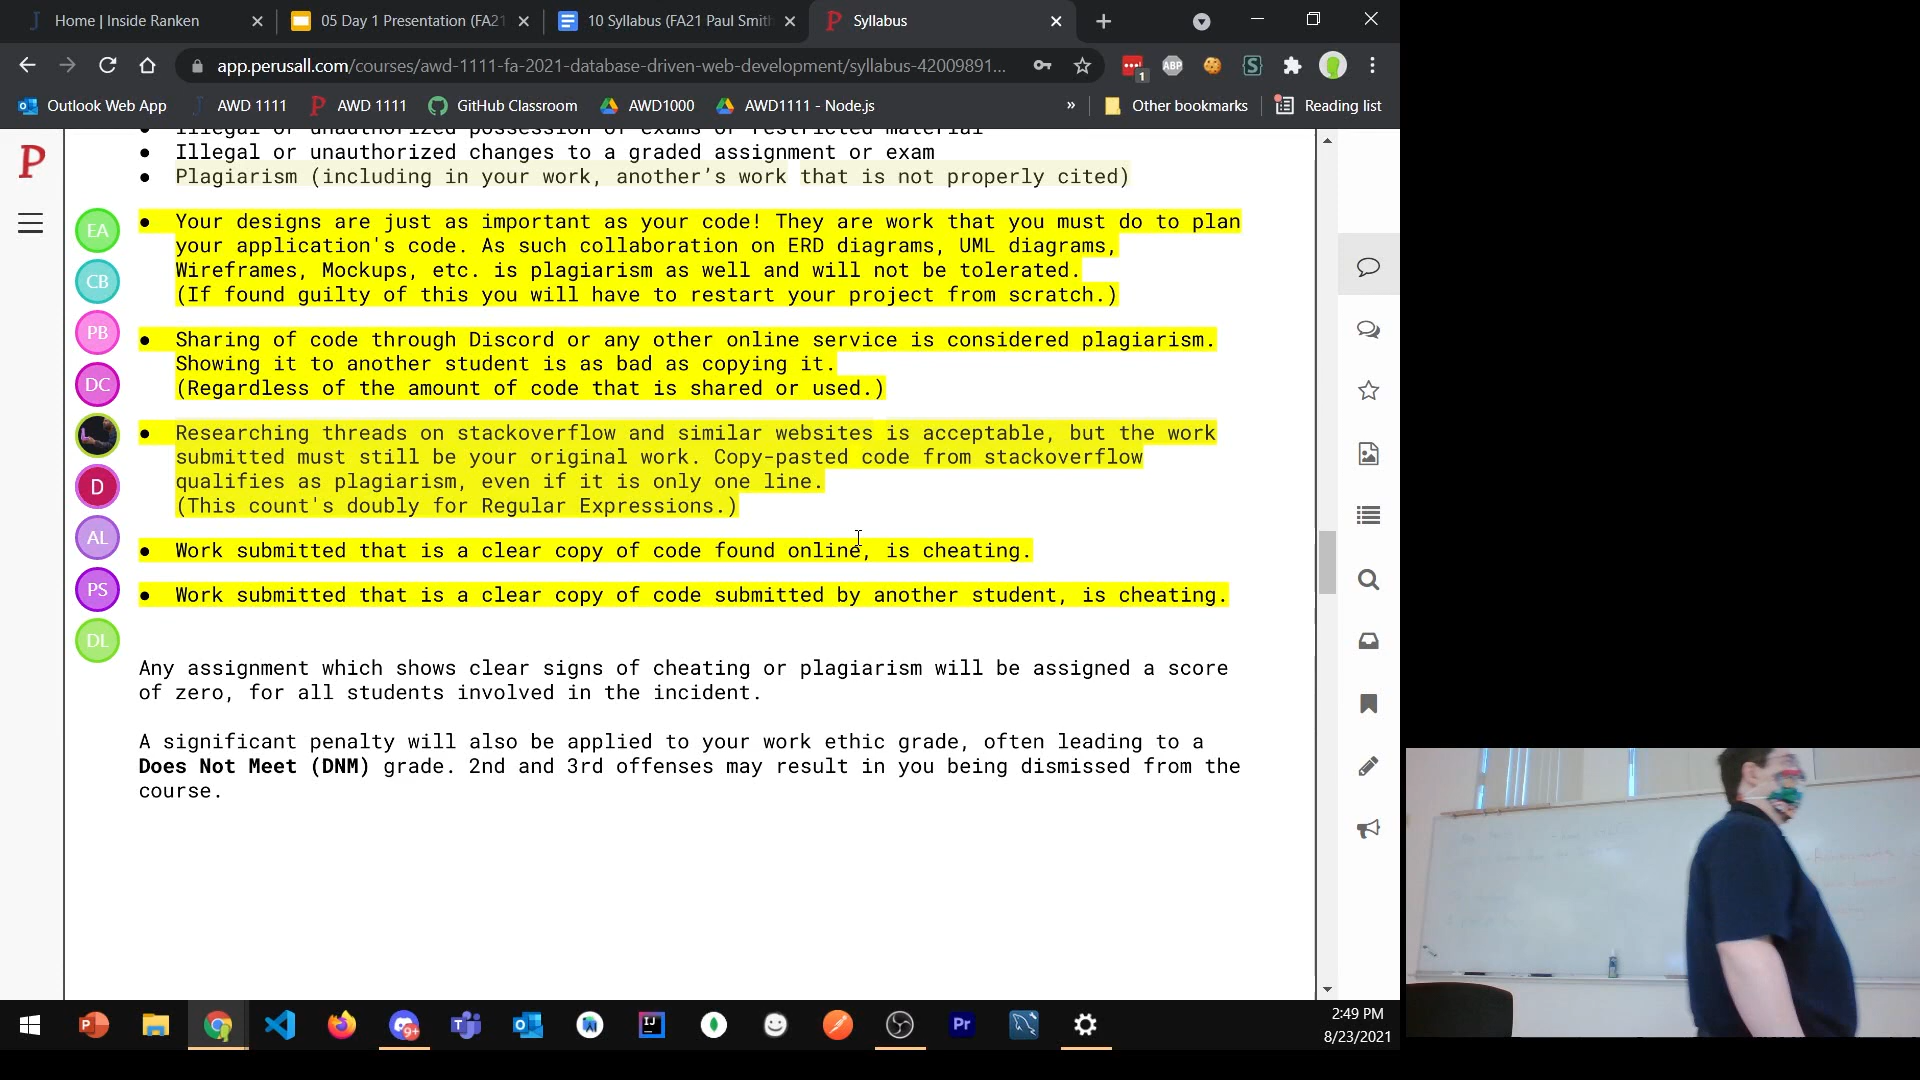 Home | Inside Ranken
05 Day 1 Presentation (FA21
10 Syllabus (FA21 Paul Smith
Syllabus
app.perusall.com/courses/awd-1111-fa-2021-database-driven-web-development/syllabus-42009891...
1
ABP
Outlook Web App
AWD 1111
AWD 1111
GitHub Classroom
AWD1000
AWD1111 - Node.js
»
Other bookmarks
Reading list
• Illegal or unauthorized possession of exams or restricted material
• Illegal or unauthorized changes to a graded assignment or exam
• Plagiarism (including in your work, another’s work that is not properly cited)
EA
CB
PB
DC
D
AL
PS
DL
• Your designs are just as important as your code! They are work that you must do to plan
your application's code. As such collaboration on ERD diagrams, UML diagrams,
Wireframes, Mockups, etc. is plagiarism as well and will not be tolerated.
(If found guilty of this you will have to restart your project from scratch.)
• Sharing of code through Discord or any other online service is considered plagiarism.
Showing it to another student is as bad as copying it.
(Regardless of the amount of code that is shared or used.)
• Researching threads on stackoverflow and similar websites is acceptable, but the work
submitted must still be your original work. Copy-pasted code from stackoverflow
qualifies as plagiarism, even if it is only one line.
(This count's doubly for Regular Expressions.)
• Work submitted that is a clear copy of code found online, is cheating.
• Work submitted that is a clear copy of code submitted by another student, is cheating.
Any assignment which shows clear signs of cheating or plagiarism will be assigned a score
of zero, for all students involved in the incident.
A significant penalty will also be applied to your work ethic grade, often leading to a
Does Not Meet (DNM) grade. 2nd and 3rd offenses may result in you being dismissed from the
course.
9+
IJ
Pr
2:49 PM
8/23/2021